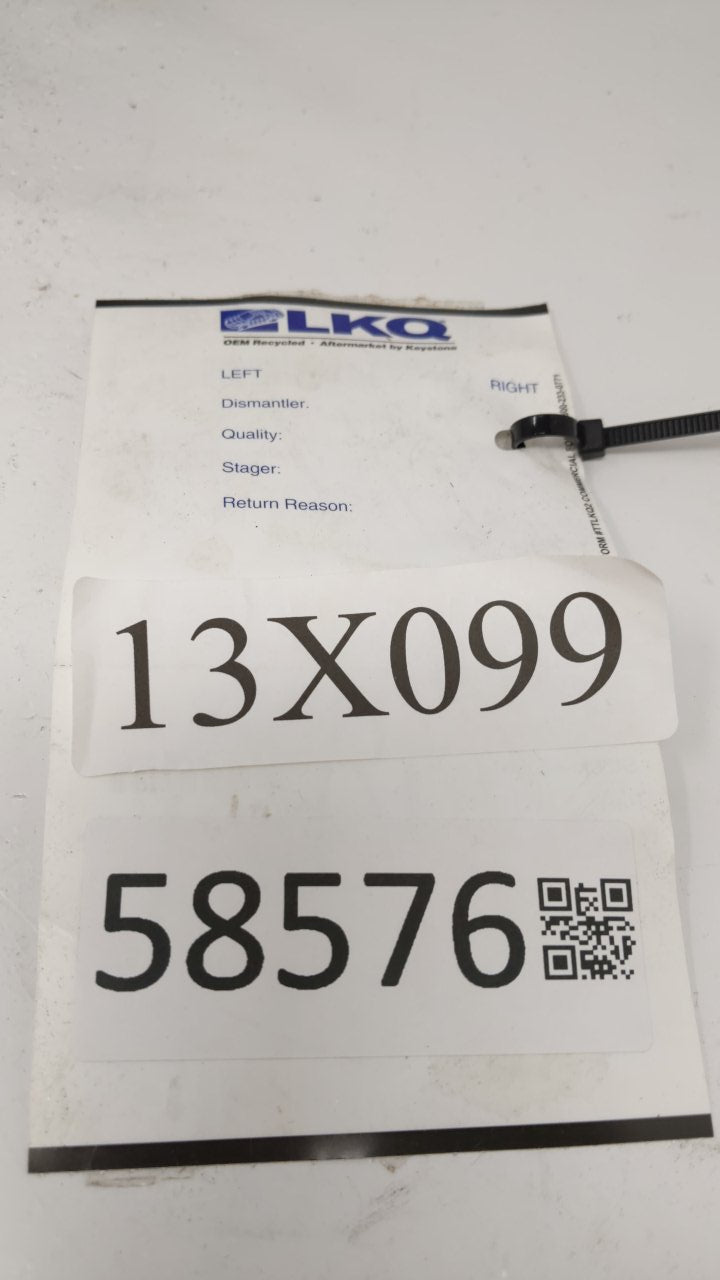 LKQ
OEM Recycled · Aftermarket by Keystone
LEFT
RIGHT
Dismantler.
Quality:
Stager:
Return Reason:
13X099
58576